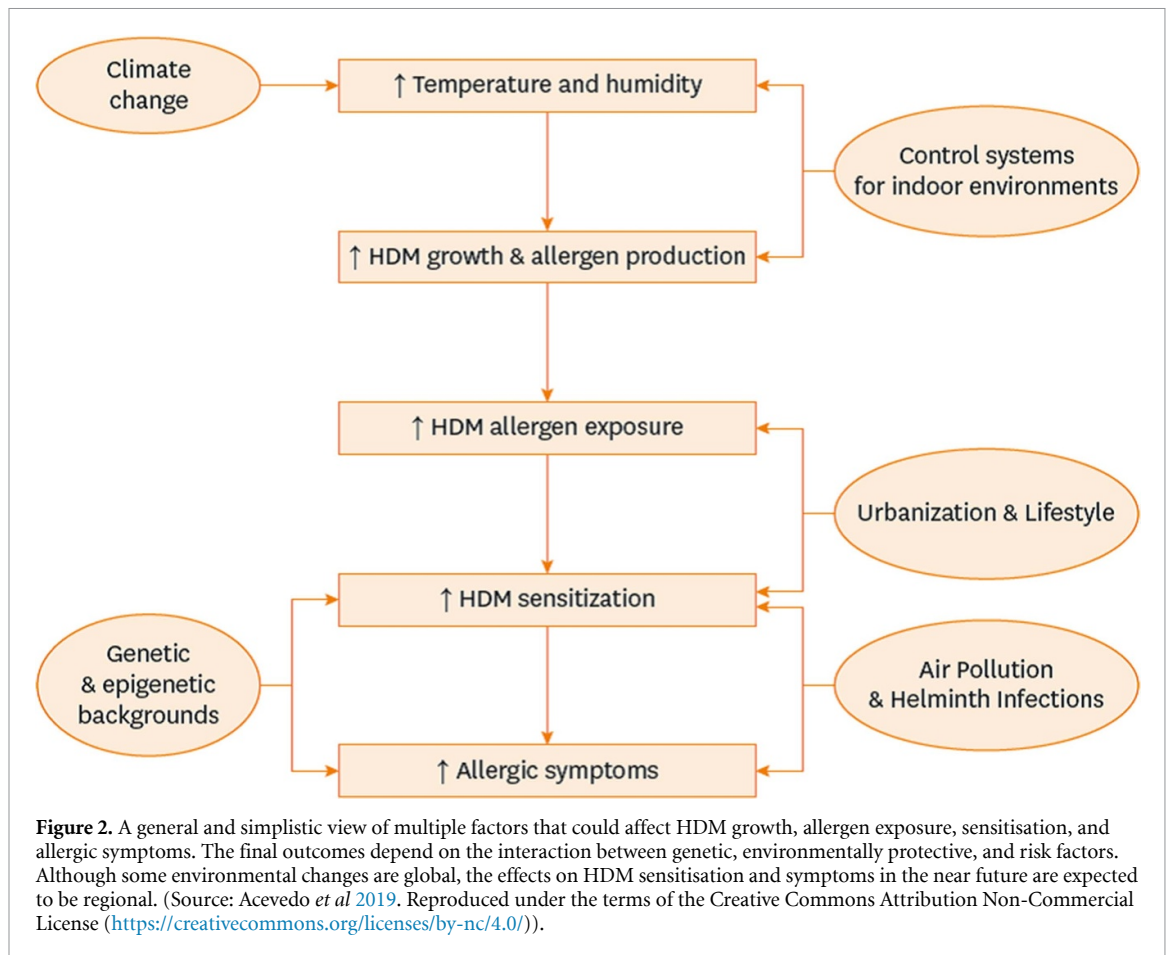 Climate
change
↑ Temperature and humidity
Control systems
for indoor environments
↑ HDM growth & allergen production
↑ HDM allergen exposure
Urbanization & Lifestyle
↑ HDM sensitization
Genetic
& epigenetic
backgrounds
Air Pollution
& Helminth Infections
↑ Allergic symptoms
Figure 2. A general and simplistic view of multiple factors that could affect HDM growth, allergen exposure, sensitisation, and
allergic symptoms. The final outcomes depend on the interaction between genetic, environmentally protective, and risk factors.
Although some environmental changes are global, the effects on HDM sensitisation and symptoms in the near future are expected
to be regional. (Source: Acevedo et al 2019. Reproduced under the terms of the Creative Commons Attribution Non-Commercial
License (https://creativecommons.org/licenses/by-nc/4.0/)).